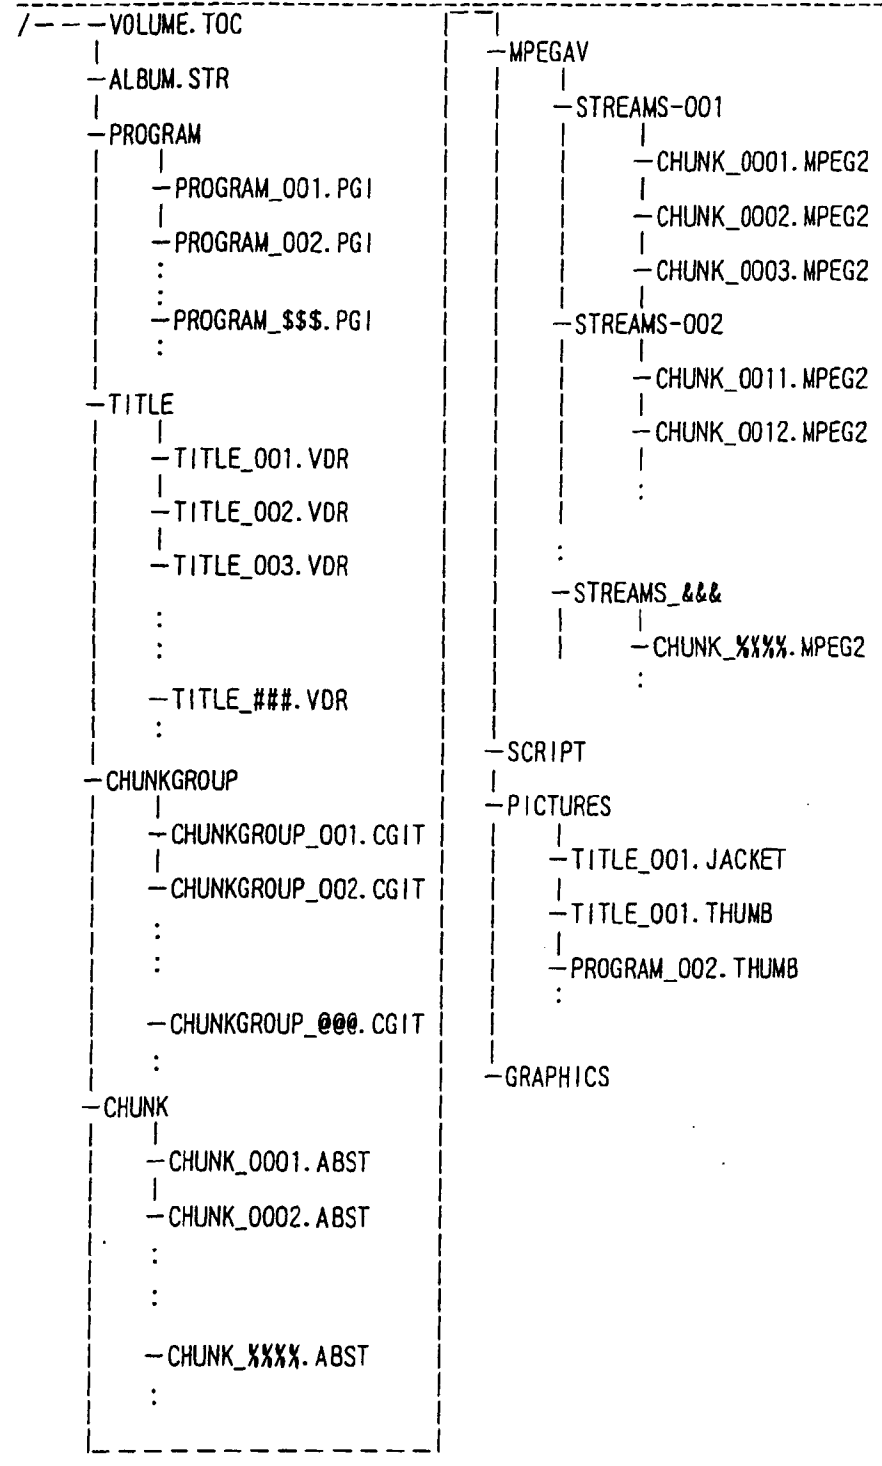 /---VOLUME.TOC
ALBUM.STR
PROGRAM
PROGRAM_001.PGI
PROGRAM_002.PGI
PROGRAM_$$$.PGI
TITLE
TITLE_001.VDR
TITLE_002.VDR
TITLE_003.VDR
TITLE_###.VDR
CHUNKGROUP
CHUNKGROUP_001.CGIT
CHUNKGROUP_002.CGIT
CHUNKGROUP_@@@.CGIT
CHUNK
CHUNK_0001.ABST
CHUNK_0002.ABST
CHUNK_%%%%.ABST
MPEGAV
STREAMS-001
CHUNK_0001.MPEG2
CHUNK_0002.MPEG2
CHUNK_0003.MPEG2
STREAMS-002
CHUNK_0011.MPEG2
CHUNK_0012.MPEG2
STREAMS_&&&
CHUNK_%%%%.MPEG2
SCRIPT
PICTURES
TITLE_001.JACKET
TITLE_001.THUMB
PROGRAM_002.THUMB
GRAPHICS